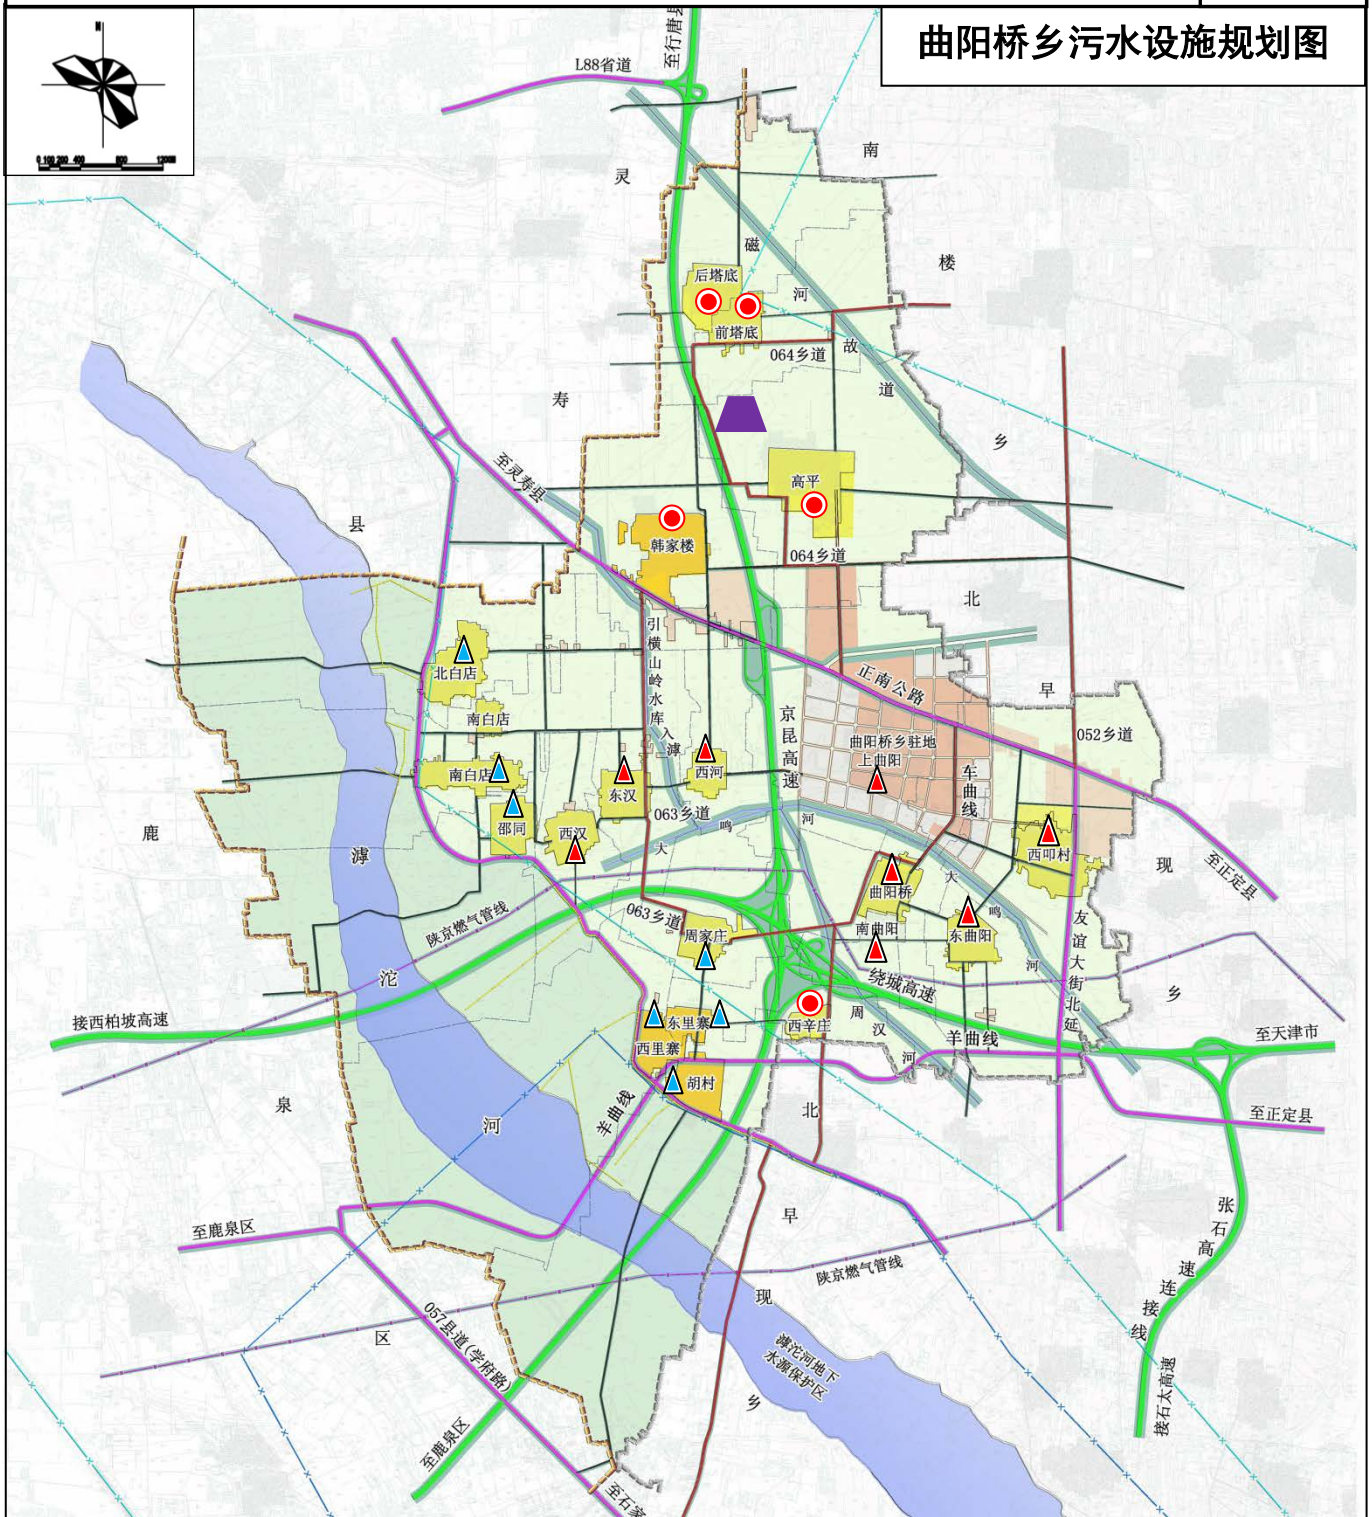 曲阳桥乡污水设施规划图
N
0 100 200 400 800 1200M
至行唐县
L88省道
灵
南
磁
楼
后塔底
河
前塔底
064乡道
故
道
寿
乡
至灵寿县
高平
县
韩家楼
064乡道
北
引横山岭水库入滹
北白店
正南公路
早
南白店
京昆高速
052乡道
曲阳桥乡驻地
上曲阳
南白店
东汉
西河
车曲线
邵同
西汉
063乡道
鸣
河
大
鹿
滹
西叩村
现
至正定县
曲阳桥
大
鸣
河
陕京燃气管线
063乡道
周家庄
南曲阳
东曲阳
友谊大街北延
沱
绕城高速
乡
接西柏坡高速
东里寨
西辛庄
周
汉
河
羊曲线
至天津市
西里寨
胡村
泉
河
羊曲线
北
至正定县
至鹿泉区
早
张石高速连接线
陕京燃气管线
现
区
057县道(学府路)
滹沱河地下
水源保护区
乡
接石太高速
至鹿泉区
至石家